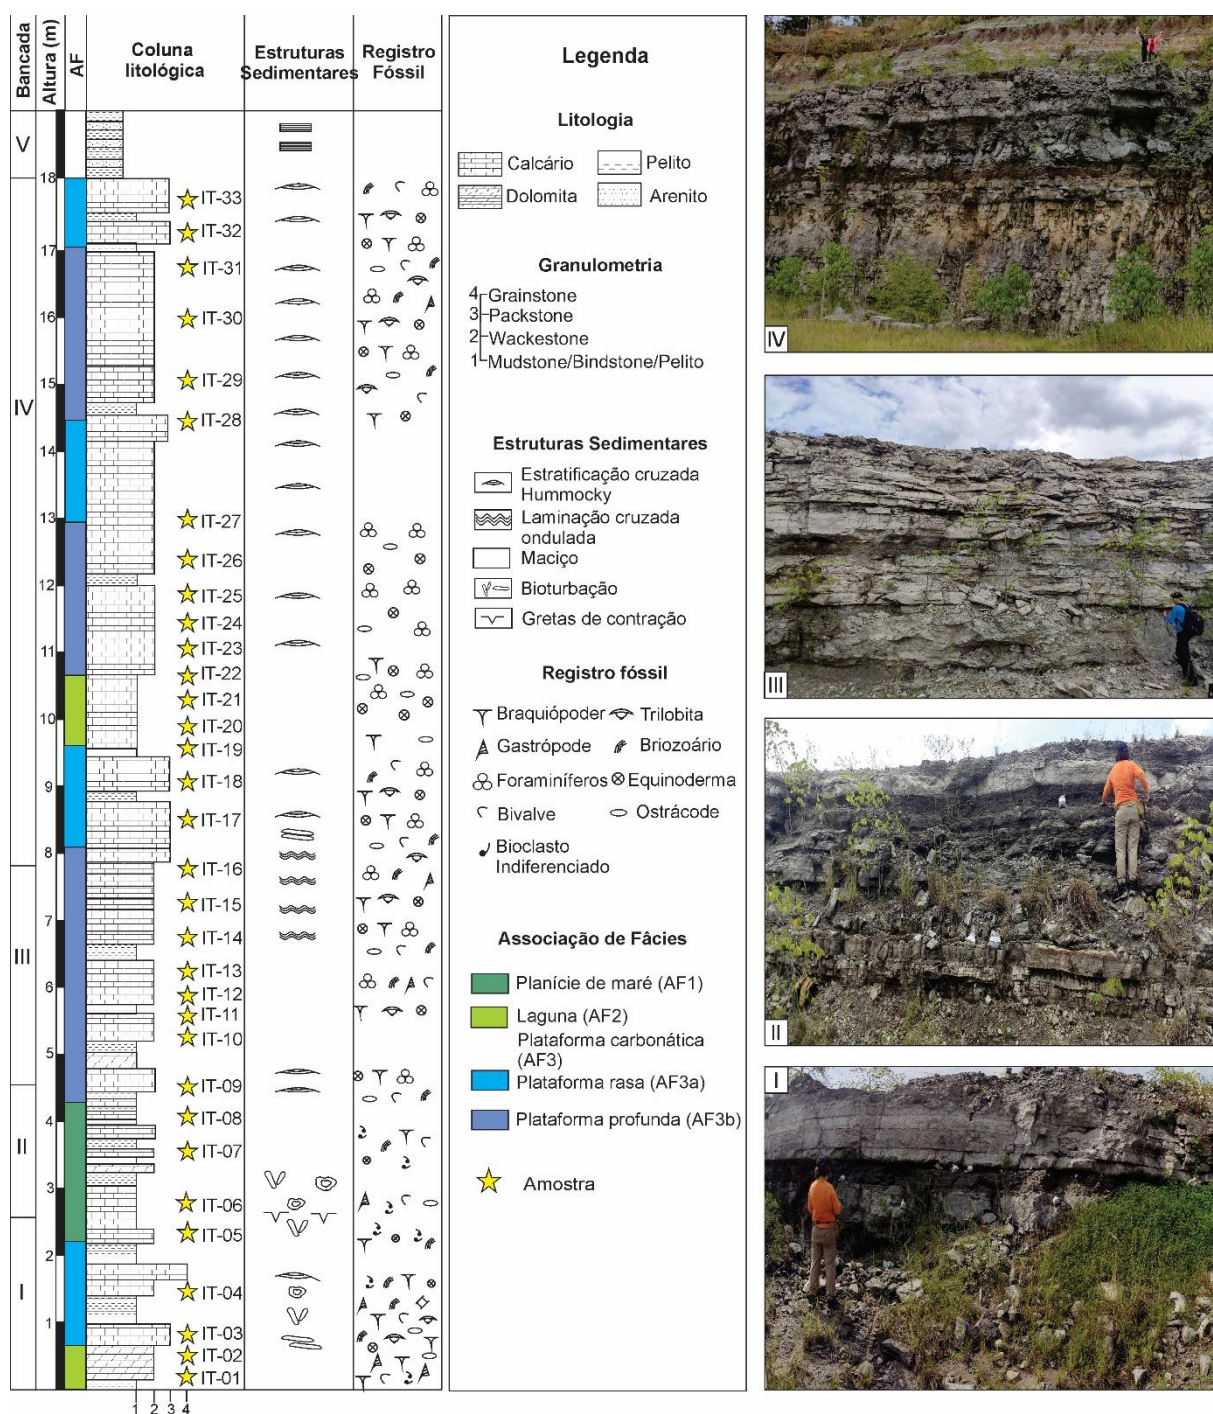 Bancada
Altura (m)
AF
Coluna
litológica
Estruturas
Sedimentares
Registro
Fóssil
V
IV
III
II
I
18
17
16
15
14
13
12
11
10
9
8
7
6
5
4
3
2
1
IT-33
IT-32
IT-31
IT-30
IT-29
IT-28
IT-27
IT-26
IT-25
IT-24
IT-23
IT-22
IT-21
IT-20
IT-19
IT-18
IT-17
IT-16
IT-15
IT-14
IT-13
IT-12
IT-11
IT-10
IT-09
IT-08
IT-07
IT-06
IT-05
IT-04
IT-03
IT-02
IT-01
1 2 3 4
Legenda
Litologia
Calcário
Pelito
Dolomita
Arenito
Granulometria
4 Grainstone
3 Packstone
2 Wackestone
1 Mudstone/Bindstone/Pelito
Estruturas Sedimentares
Estratificação cruzada
Hummocky
Laminação cruzada
ondulada
Maciço
Bioturbação
Gretas de contração
Registro fóssil
Braquiópoder
Trilobita
Gastrópode
Briozoário
Foraminíferos
Equinoderma
Bivalve
Ostrácode
Bioclasto
Indiferenciado
Associação de Fâcies
Planície de maré (AF1)
Laguna (AF2)
Plataforma carbonática
(AF3)
Plataforma rasa (AF3a)
Plataforma profunda (AF3b)
Amostra
IV
III
II
I